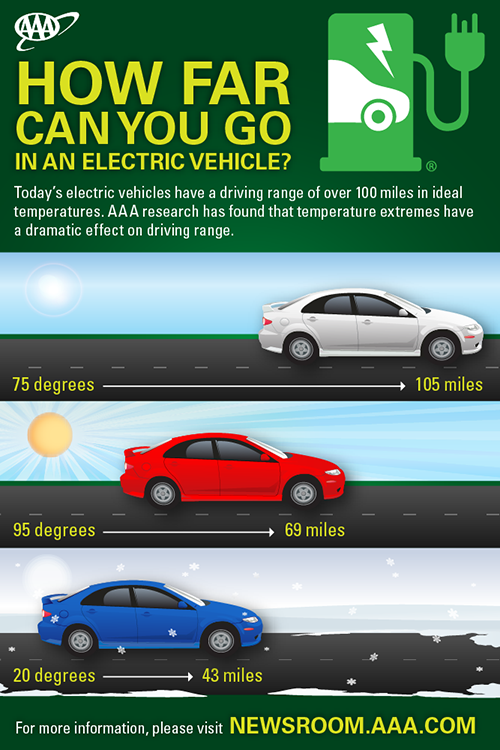 AAA
HOW FAR
CAN YOU GO
IN AN ELECTRIC VEHICLE?
®
Today's electric vehicles have a driving range of over 100 miles in ideal
temperatures. AAA research has found that temperature extremes have
a dramatic effect on driving range.
75 degrees 105 miles
95 degrees 69 miles
20 degrees 43 miles
For more information, please visit NEWSROOM.AAA.COM